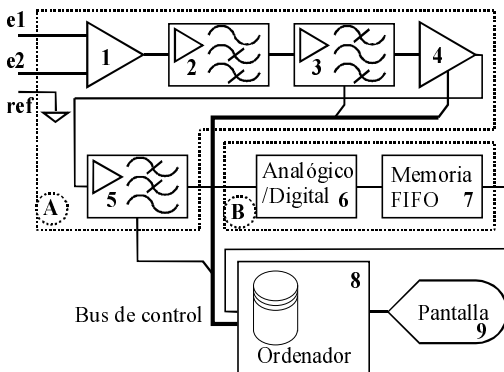 e1
e2
ref
1
2
3
4
5
A
B
Analógico
/Digital 6
Memoria
FIFO 7
Bus de control
8
Ordenador
Pantalla
9